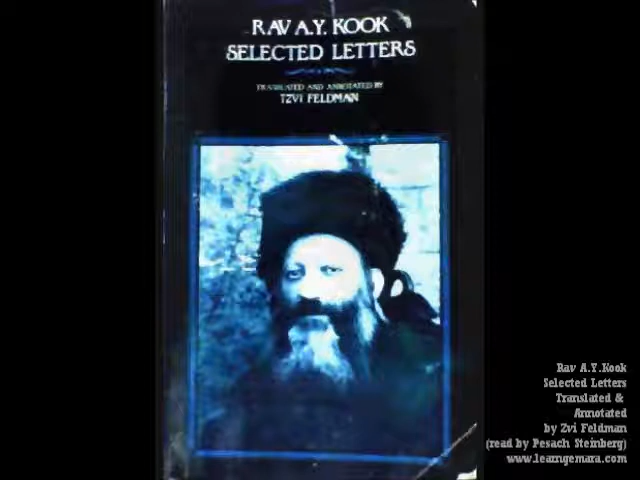 RAV A.Y. KOOK
SELECTED LETTERS
TRANSLATED AND ANNOTATED BY
TZVI FELDMAN
Rav A.Y.Kook
Selected Letters
Translated &
Annotated
by Zvi Feldman
(read by Pesach Steinberg)
www.learngemara.com